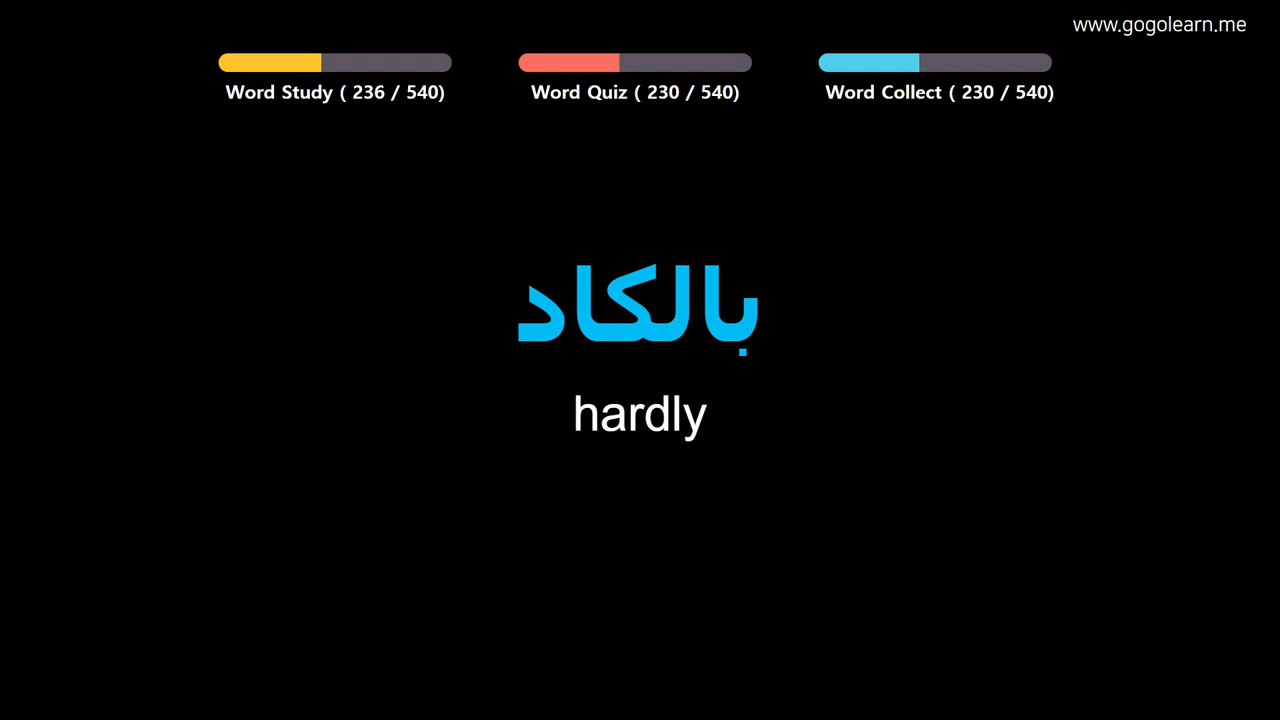 www.gogolearn.me
Word Study ( 236 / 540)
Word Quiz ( 230 / 540)
Word Collect ( 230 / 540)
بالكاد
hardly